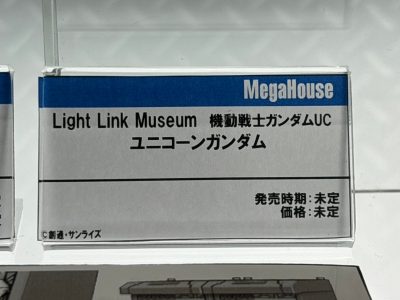 MegaHouse
Light Link Museum 機動戦士ガンダムUC
ユニコーンガンダム
発売時期:未定
価格:未定
©創通・サンライズ